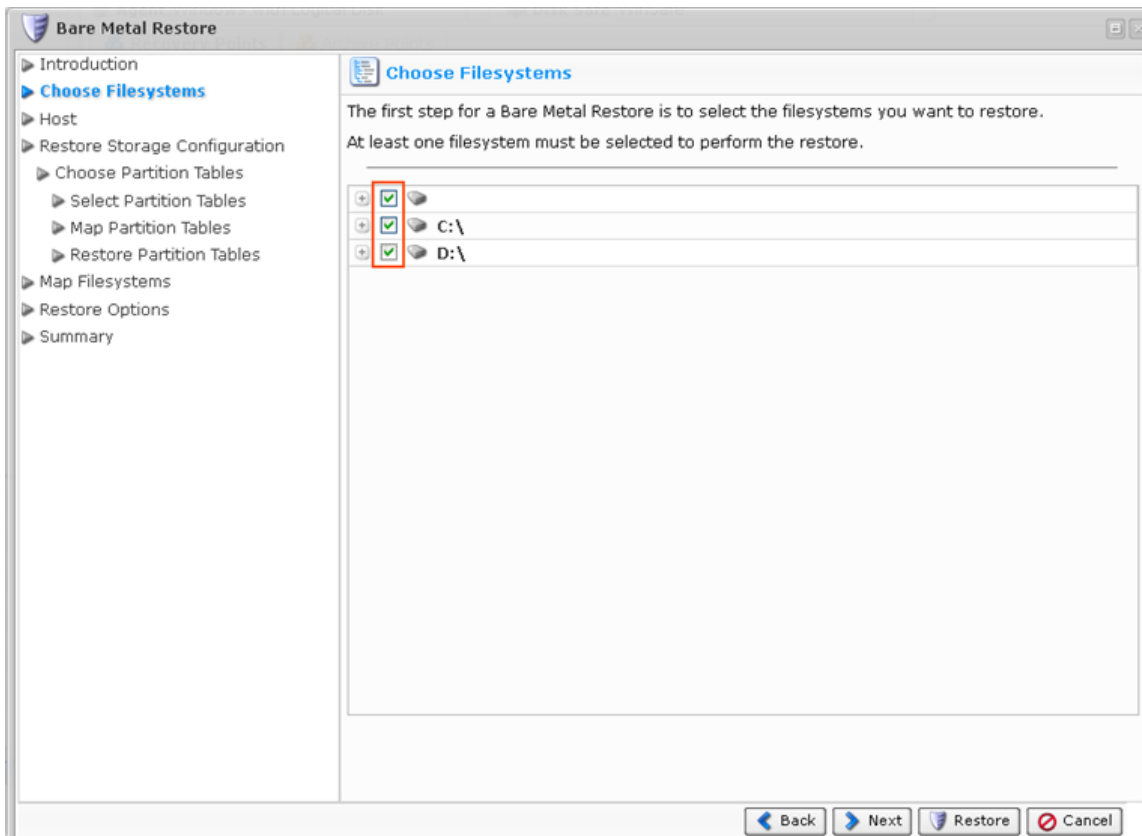 Bare Metal Restore
Introduction
Choose Filesystems
Host
Restore Storage Configuration
Choose Partition Tables
Select Partition Tables
Map Partition Tables
Restore Partition Tables
Map Filesystems
Restore Options
Summary
Choose Filesystems
The first step for a Bare Metal Restore is to select the filesystems you want to restore.
At least one filesystem must be selected to perform the restore.
C:\
D:\
Back Next Restore Cancel